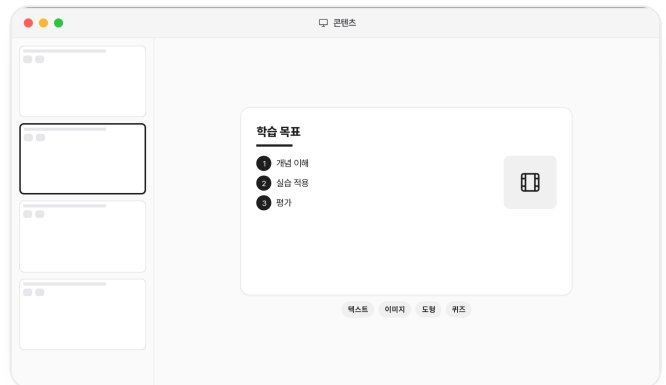 콘텐츠
학습 목표
1 개념 이해
2 실습 적용
3 평가
텍스트 이미지 도형 퀴즈